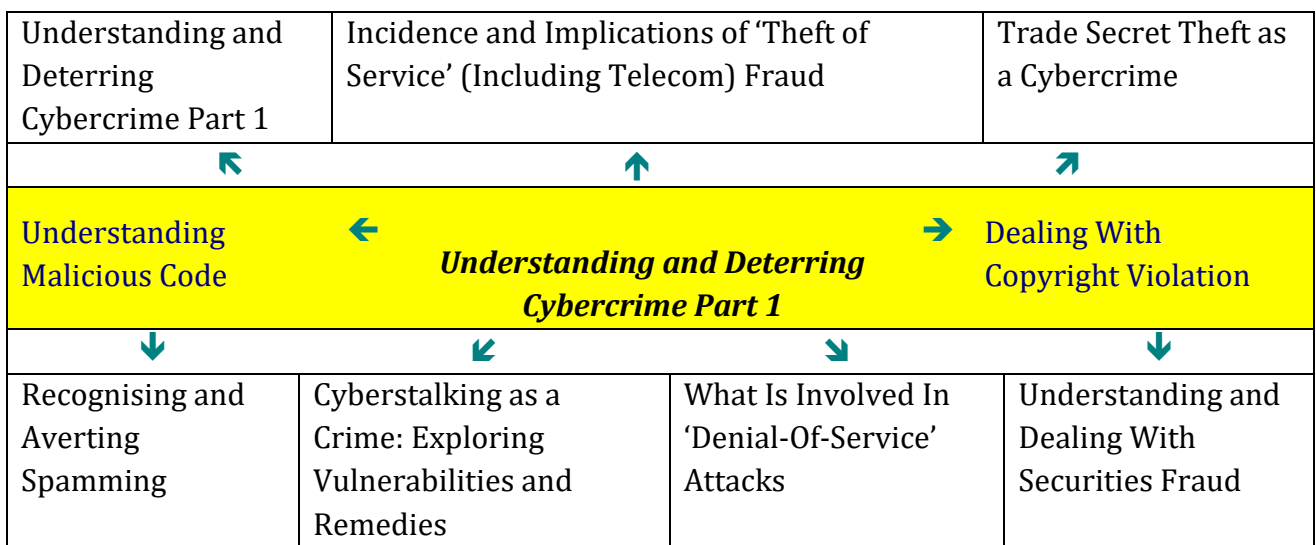 Understanding and
Deterring
Cybercrime Part 1
Incidence and Implications of ‘Theft of
Service’ (Including Telecom) Fraud
Trade Secret Theft as
a Cybercrime
Understanding
Malicious Code
Understanding and Deterring
Cybercrime Part 1
Dealing With
Copyright Violation
Recognising and
Averting
Spamming
Cyberstalking as a
Crime: Exploring
Vulnerabilities and
Remedies
What Is Involved In
‘Denial-Of-Service’
Attacks
Understanding and
Dealing With
Securities Fraud